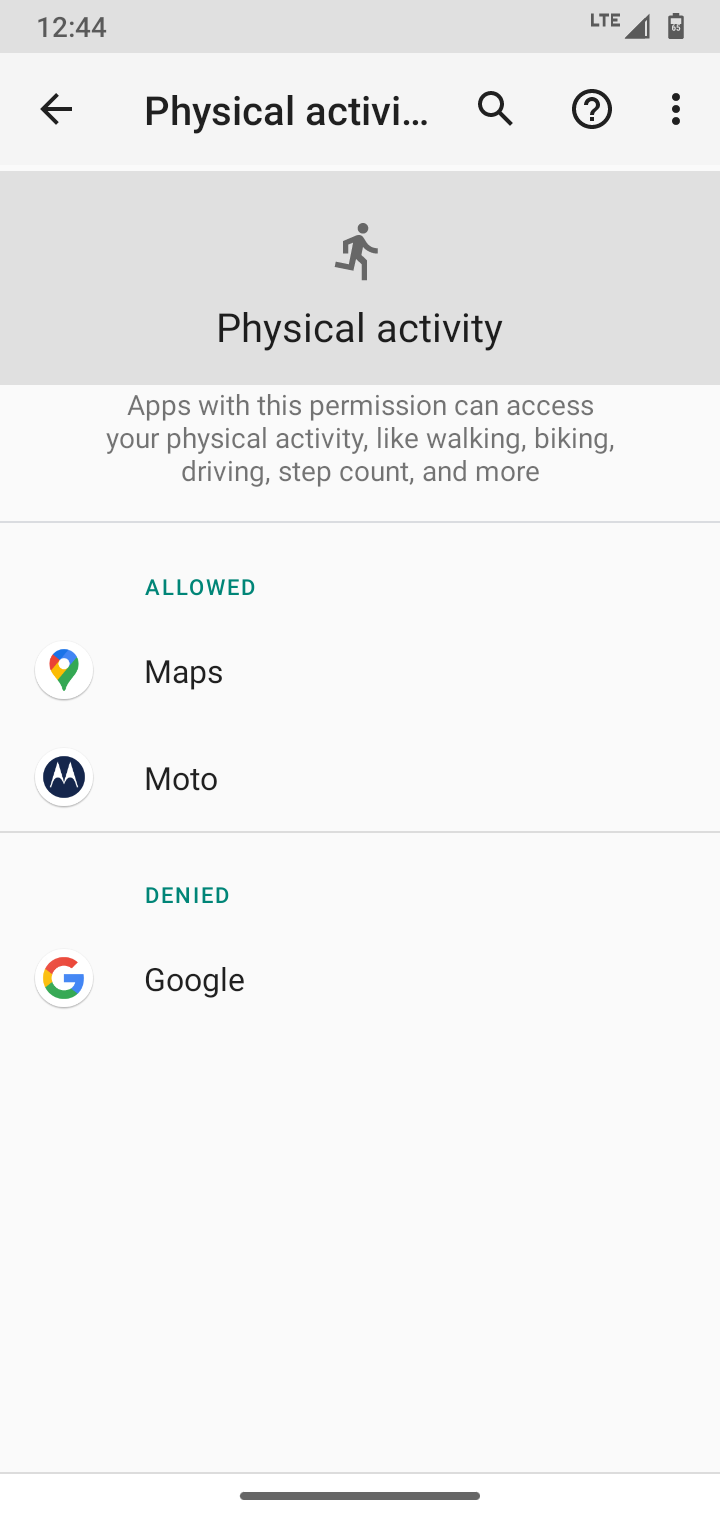 12:44
LTE
65
Physical activi...
Physical activity
Apps with this permission can access
your physical activity, like walking, biking,
driving, step count, and more
ALLOWED
Maps
Moto
DENIED
Google